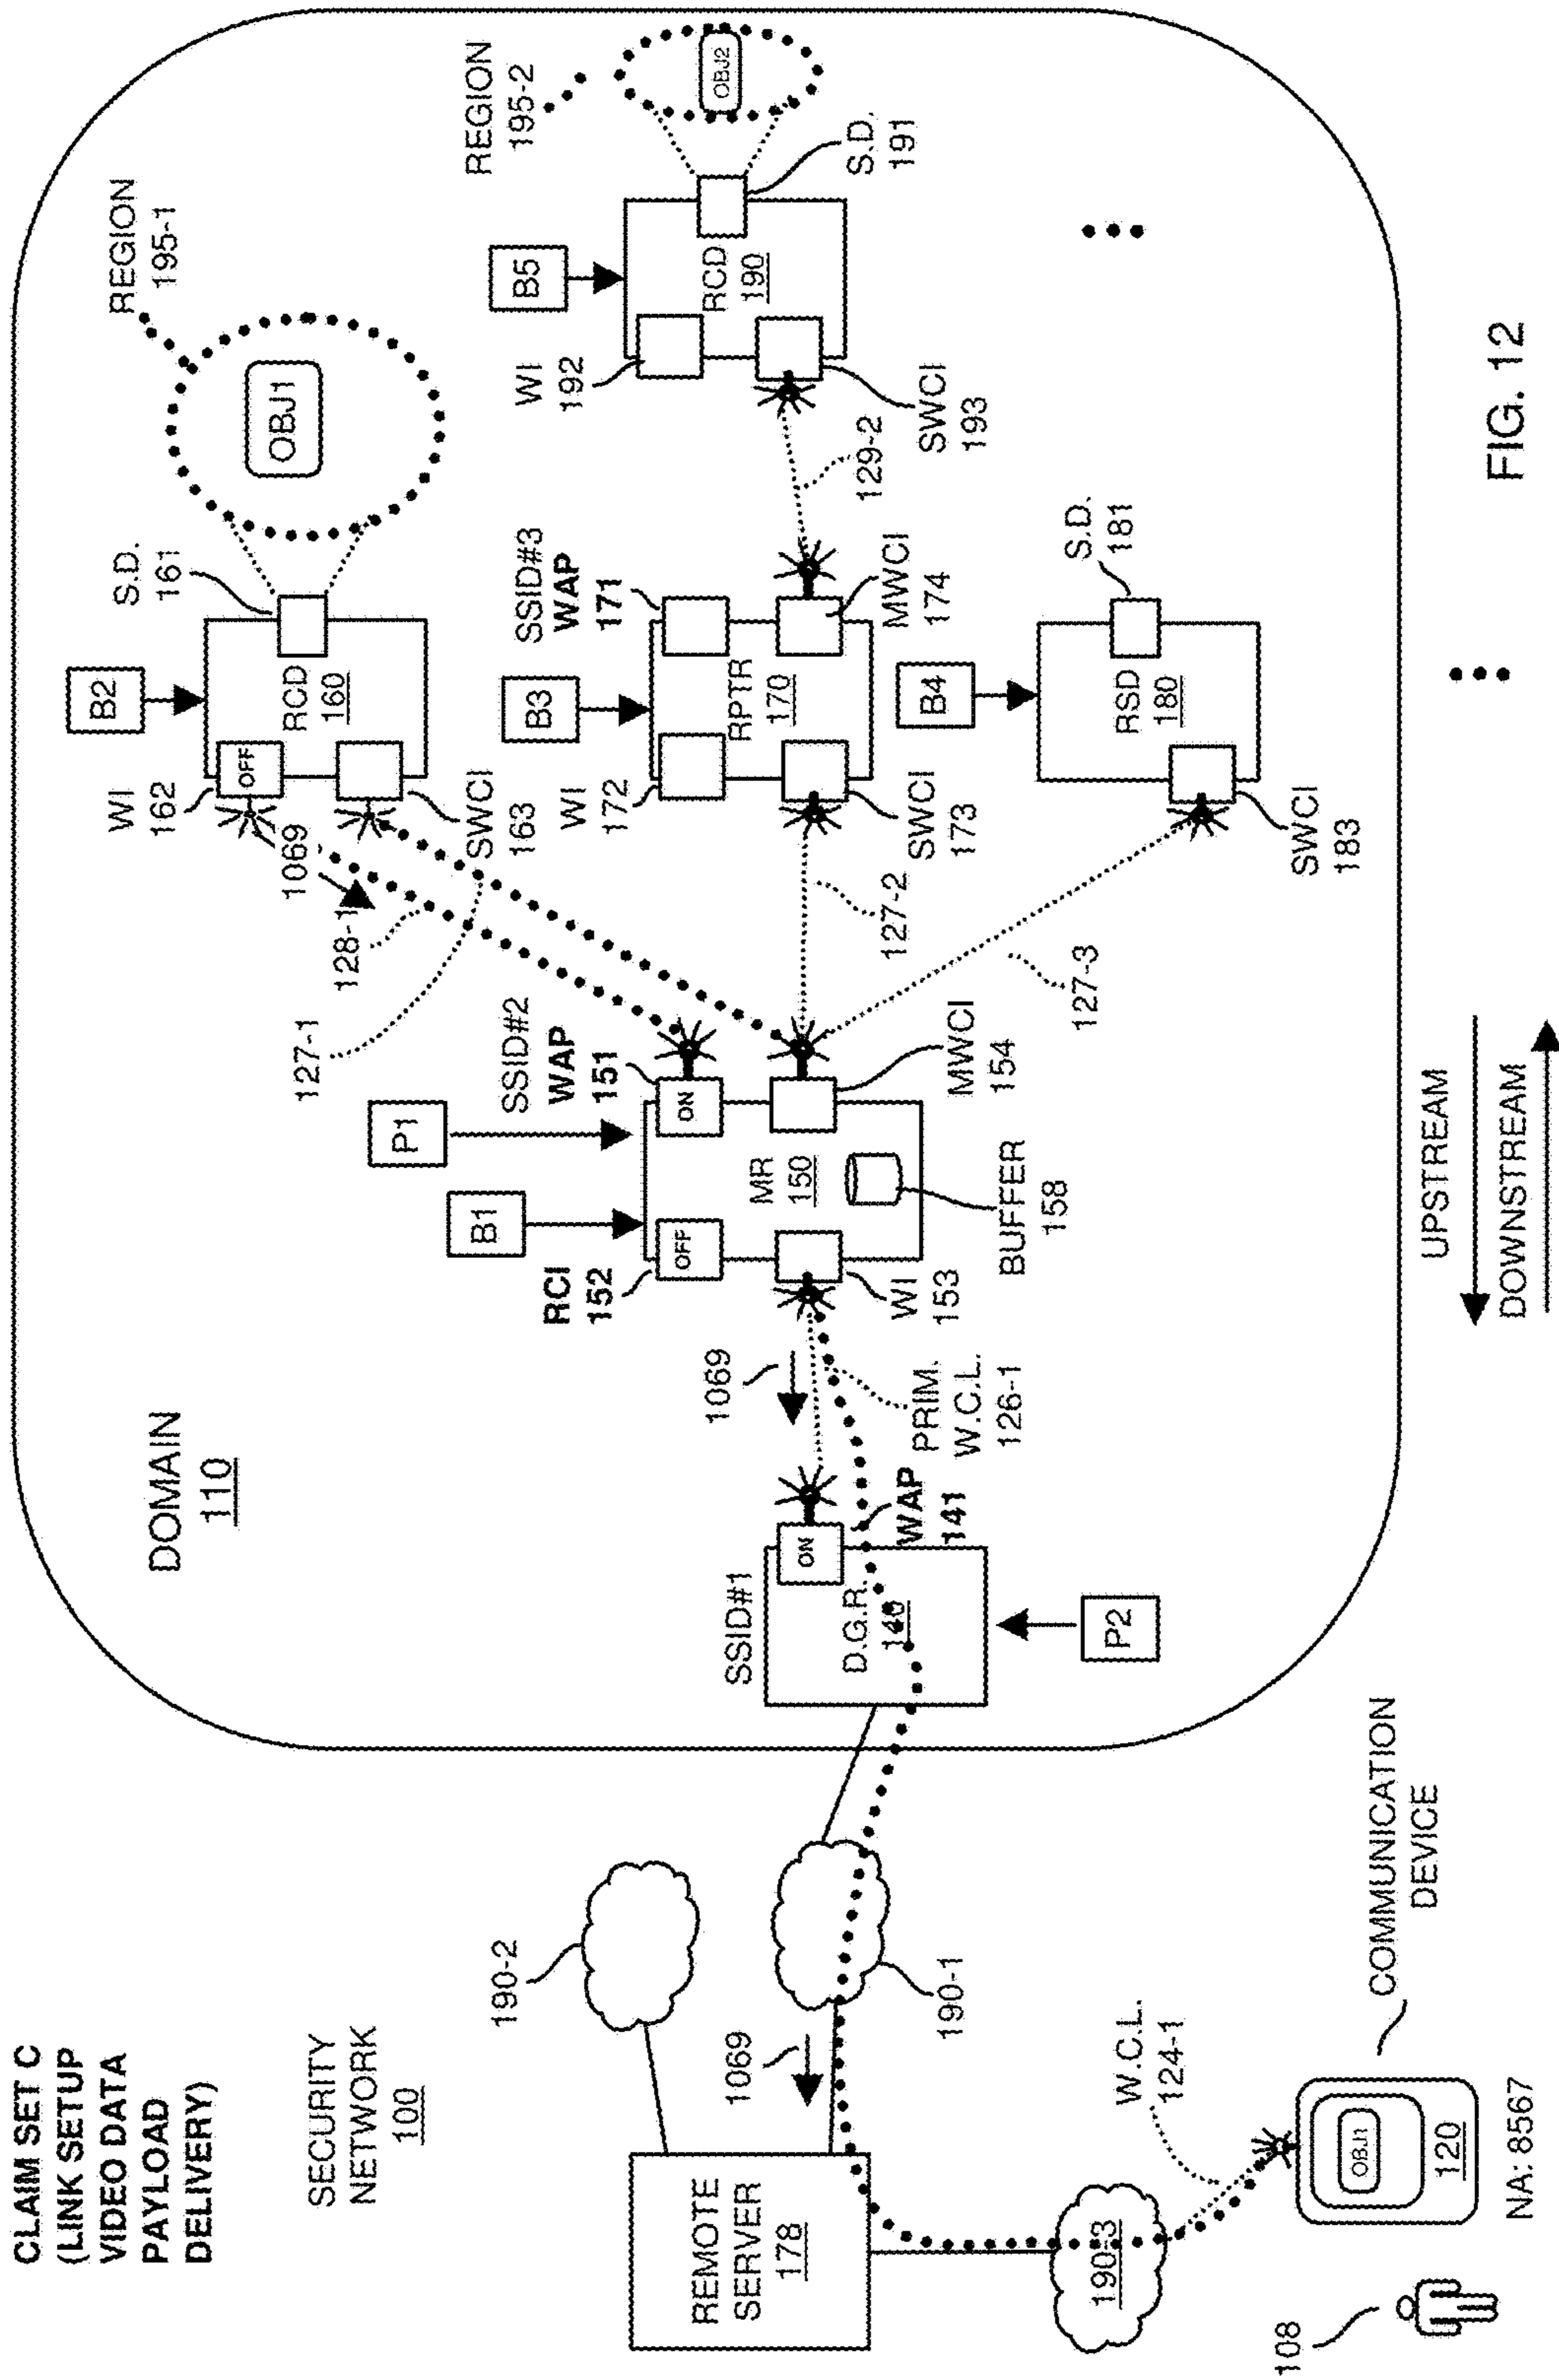 CLAIM SET C
(LINK SETUP
VIDEO DATA
PAYLOAD
DELIVERY)
SECURITY
NETWORK
100
DOMAIN
110
REMOTE
SERVER
178
190-2
190-1
1069
190-3
W.C.L.
124-1
108
OBJ1
120
NA: 8567
COMMUNICATION
DEVICE
SSID#1
ON
D.G.R.
140
WAP
141
P2
1069
PRIM.
W.C.L.
126-1
B1
P1
RCI
152
OFF
SSID#2
WAP
151
ON
MR
150
WI
153
BUFFER
158
MWCI
154
127-1
128-1
1069
127-2
127-3
B2
WI
162
OFF
RCD
160
S.D.
161
SWCI
163
REGION
195-1
OBJ1
B3
WI
172
RPTR
170
SSID#3
WAP
171
SWCI
173
MWCI
174
129-2
B4
RSD
180
S.D.
181
SWCI
183
B5
WI
192
RCD
190
SWCI
193
S.D.
191
REGION
195-2
OBJ2
UPSTREAM
DOWNSTREAM
FIG. 12